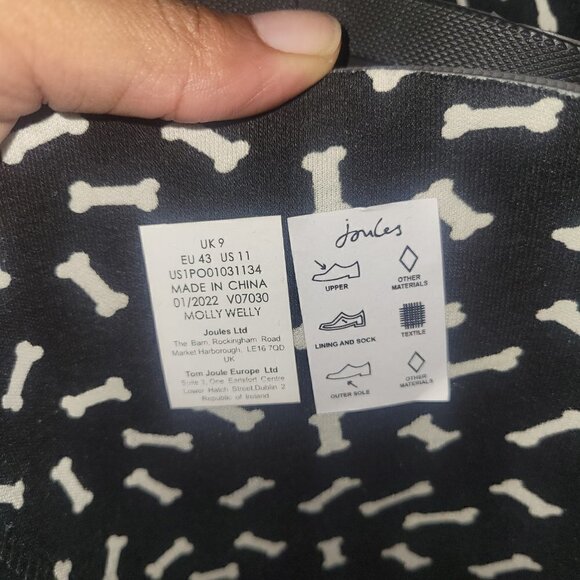 UK 9
EU 43 US 11
US1PO01031134
MADE IN CHINA
01/2022 V07030
MOLLY WELLY
Joules Ltd
The Barn, Rockingham Road
Market Harborough, LE16 7QD
UK
Tom Joule Europe Ltd
Suite 3, One Earlsfort Centre
Lower Hatch Street, Dublin 2
Republic of Ireland
Joules
UPPER
OTHER
MATERIALS
LINING AND SOCK
TEXTILE
OUTER SOLE
OTHER
MATERIALS